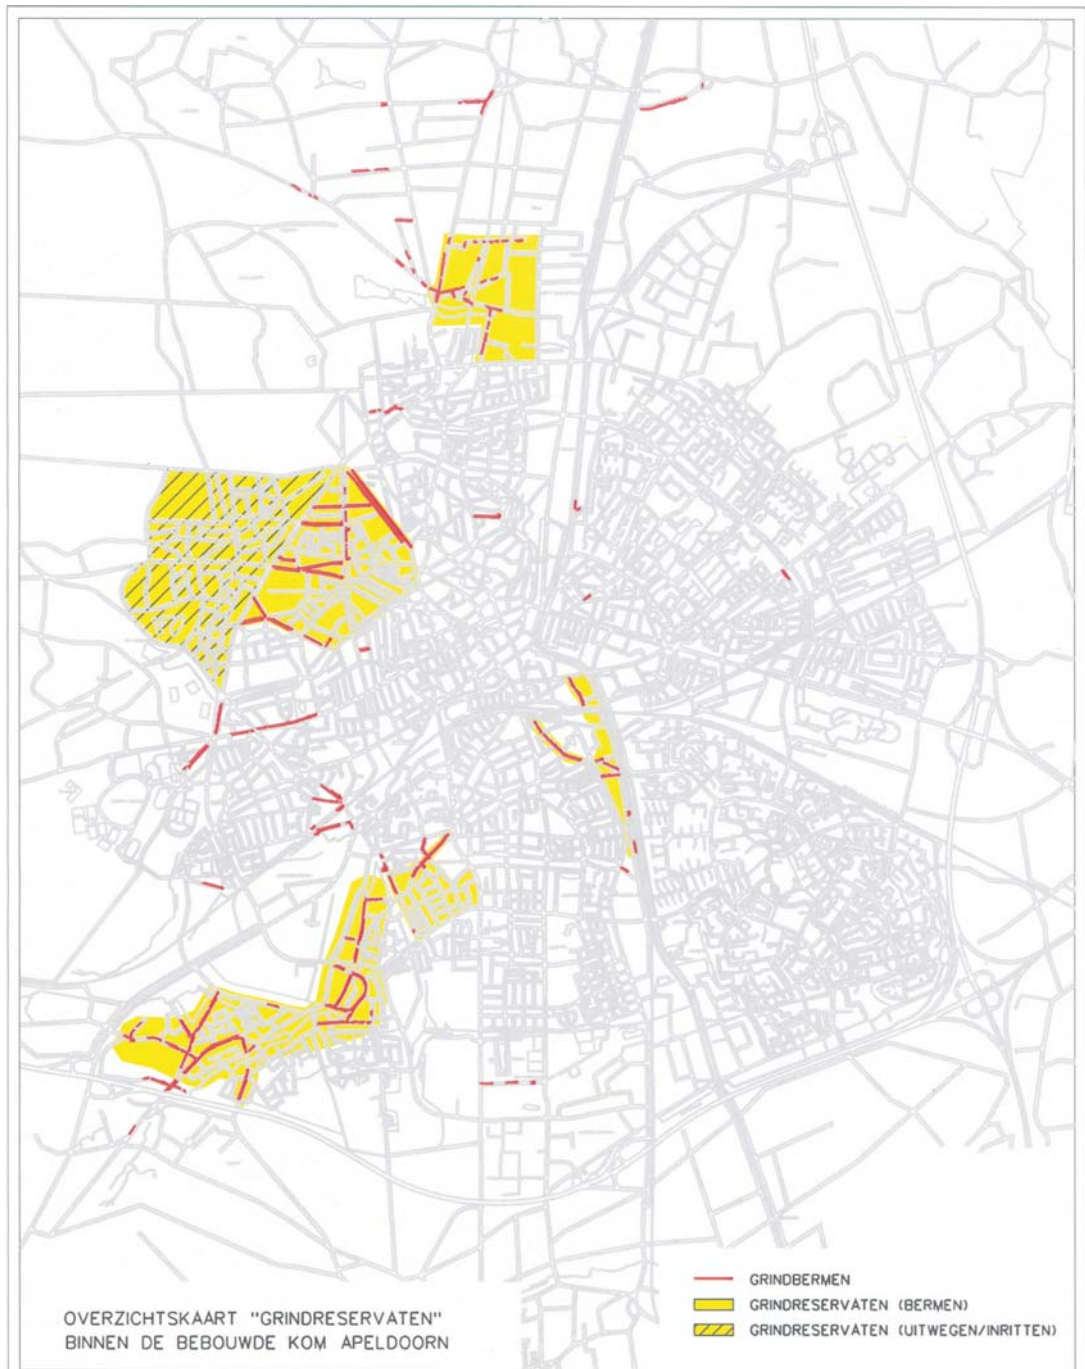 OVERZICHTSKAART "GRINDRESERVATEN"
BINNEN DE BEBOUWDE KOM APELDOORN
GRINDBERMEN
GRINDRESERVATEN (BERMEN)
GRINDRESERVATEN (UITWEGEN/INRITTEN)